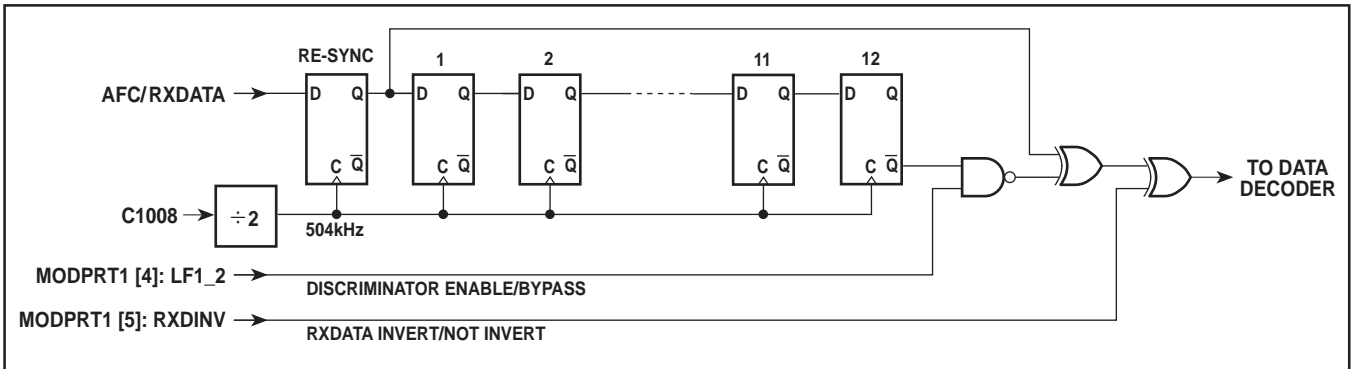 RE-SYNC
1
2
11
12
AFC/RXDATA
D Q
D Q
D Q
D Q
D Q
C Q̅
C Q̅
C Q̅
C Q̅
C Q̅
TO DATA
DECODER
C1008
÷2
504kHz
MODPRT1 [4]: LF1_2
DISCRIMINATOR ENABLE/BYPASS
MODPRT1 [5]: RXDINV
RXDATA INVERT/NOT INVERT